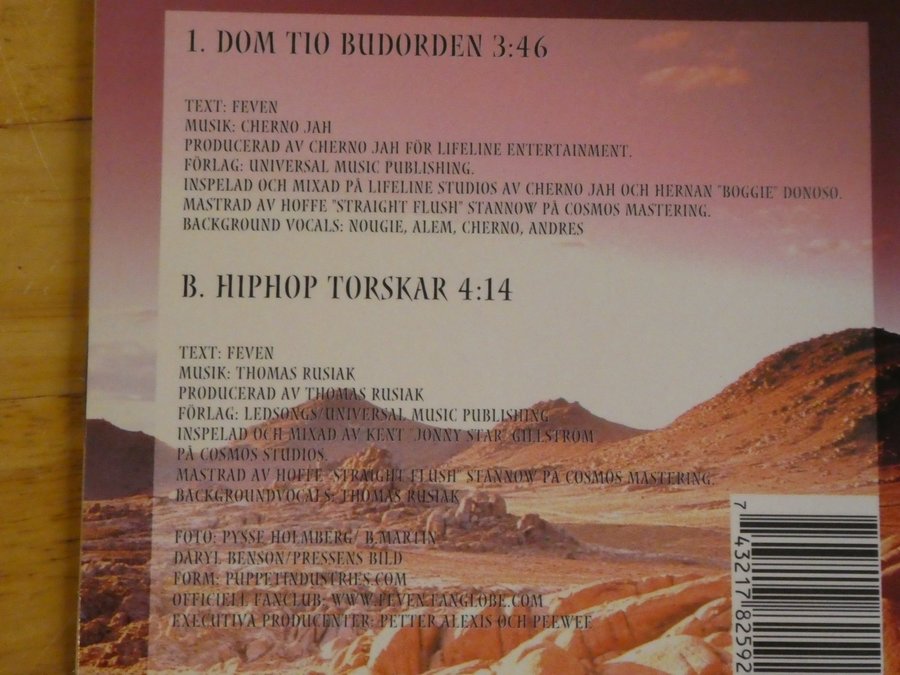 1. DOM TIO BUDORDEN 3:46
TEXT: FEVEN
MUSIK: CHERNO JAH
PRODUCERAD AV CHERNO JAH FÖR LIFELINE ENTERTAINMENT.
FÖRLAG: UNIVERSAL MUSIC PUBLISHING.
INSPELAD OCH MIXAD PÅ LIFELINE STUDIOS AV CHERNO JAH OCH HERNAN "BOGGIE" DONOSO.
MASTRAD AV HOFFE "STRAIGHT FLUSH" STANNOW PÅ COSMOS MASTERING.
BACKGROUND VOCALS: NOUGIE, ALEM, CHERNO, ANDRES
B. HIPHOP TORSKAR 4:14
TEXT: FEVEN
MUSIK: THOMAS RUSIAK
PRODUCERAD AV THOMAS RUSIAK
FÖRLAG: LEDSONGS/UNIVERSAL MUSIC PUBLISHING
INSPELAD OCH MIXAD AV KENT "JONNY STAR" GILLSTRÖM
PÅ COSMOS STUDIOS.
MASTRAD AV HOFFE "STRAIGHT FLUSH" STANNOW PÅ COSMOS MASTERING.
BACKGROUNDVOCALS: THOMAS RUSIAK
FOTO: PYSSE HOLMBERG/ B.MARTIN
DARYL BENSON/PRESSENS BILD
FORM: PUPPETINDUSTRIES.COM
OFFICIELL FANCLUB: WWW.FEVEN.FANGLOBE.COM
EXECUTIVA PRODUCENTER: PETTER ALEXIS OCH PEEWEE
7 43217 82592